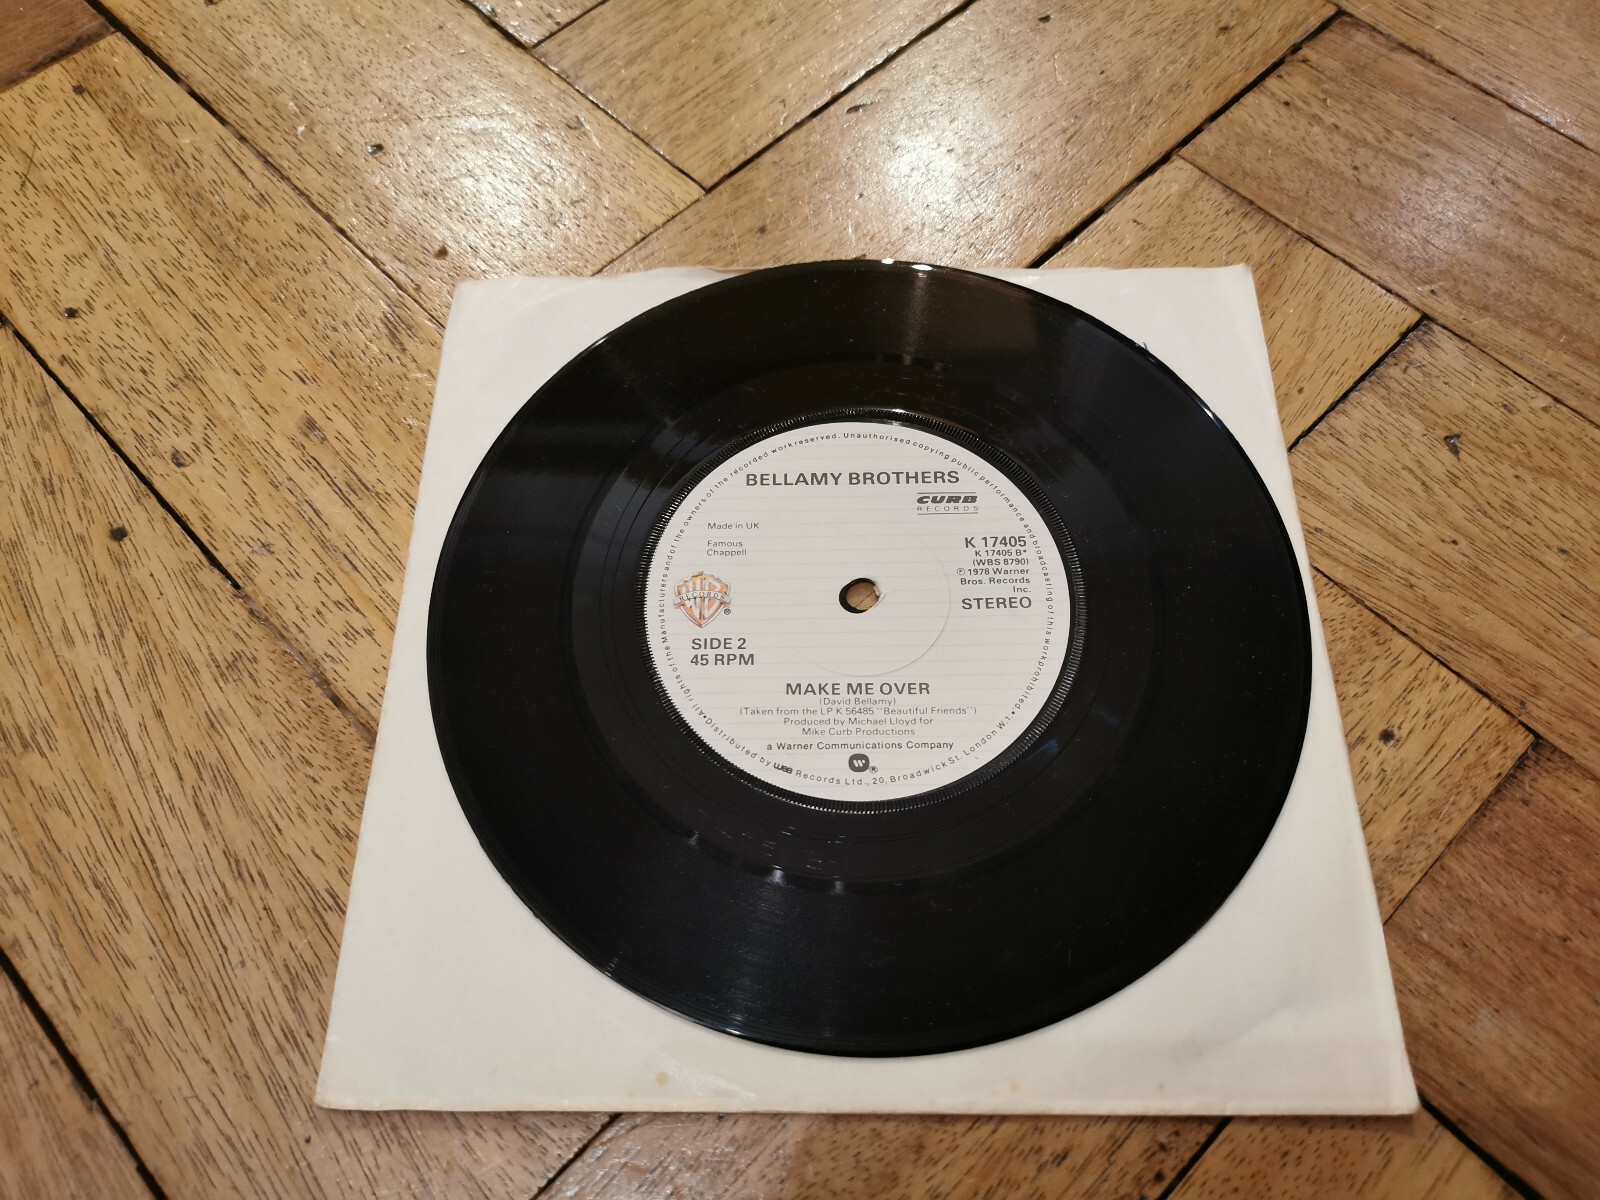 All rights of the Manufacturers and of the owners of the recorded work reserved. Unauthorised copying public performance and broadcasting of this work prohibited.
BELLAMY BROTHERS
CURB
RECORDS
Made in UK
Famous
Chappell
K 17405
K 17405 B*
(WBS 8790)
℗ 1978 Warner
Bros. Records
Inc.
STEREO
WB
RECORDS
®
SIDE 2
45 RPM
MAKE ME OVER
(David Bellamy)
(Taken from the LP K 56485 "Beautiful Friends")
Produced by Michael Lloyd for
Mike Curb Productions
a Warner Communications Company
®
•Distributed by wea Records Ltd., 20, Broadwick St. London W.1.•